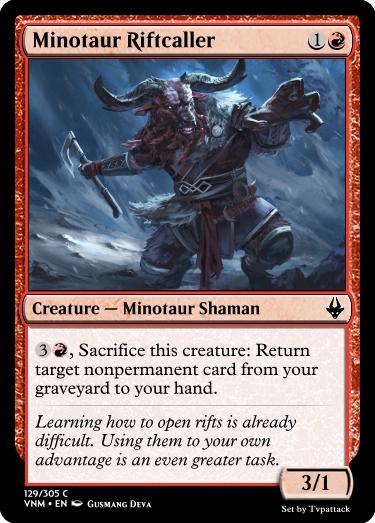 Minotaur Riftcaller 1
Creature — Minotaur Shaman
3, Sacrifice this creature: Return
target nonpermanent card from your
graveyard to your hand.
Learning how to open rifts is already
difficult. Using them to your own
advantage is an even greater task.
3/1
129/305 C
VNM • EN Gusmang Deva
Set by Tvpattack